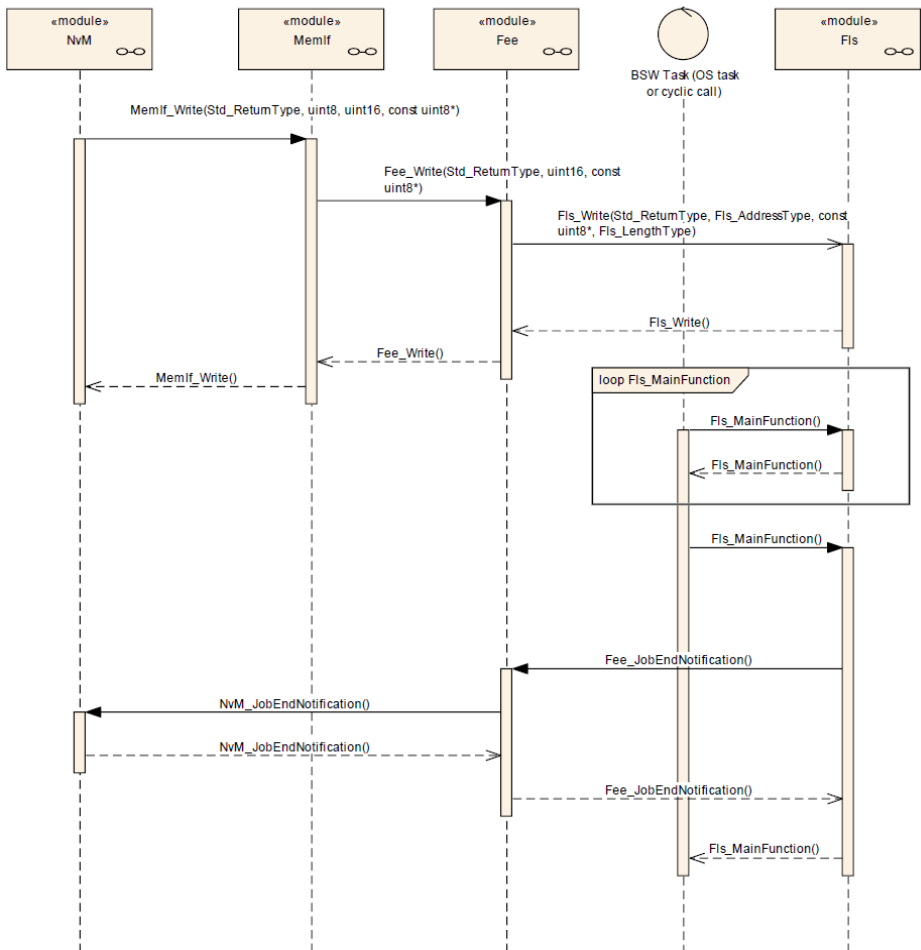 «module»
NvM
«module»
MemIf
«module»
Fee
BSW Task (OS task
or cyclic call)
«module»
Fls
MemIf_Write(Std_ReturnType, uint8, uint16, const uint8*)
Fee_Write(Std_ReturnType, uint16, const
uint8*)
Fls_Write(Std_ReturnType, Fls_AddressType, const
uint8*, Fls_LengthType)
Fls_Write()
Fee_Write()
MemIf_Write()
loop Fls_MainFunction
Fls_MainFunction()
Fls_MainFunction()
Fls_MainFunction()
Fee_JobEndNotification()
NvM_JobEndNotification()
NvM_JobEndNotification()
Fee_JobEndNotification()
Fls_MainFunction()